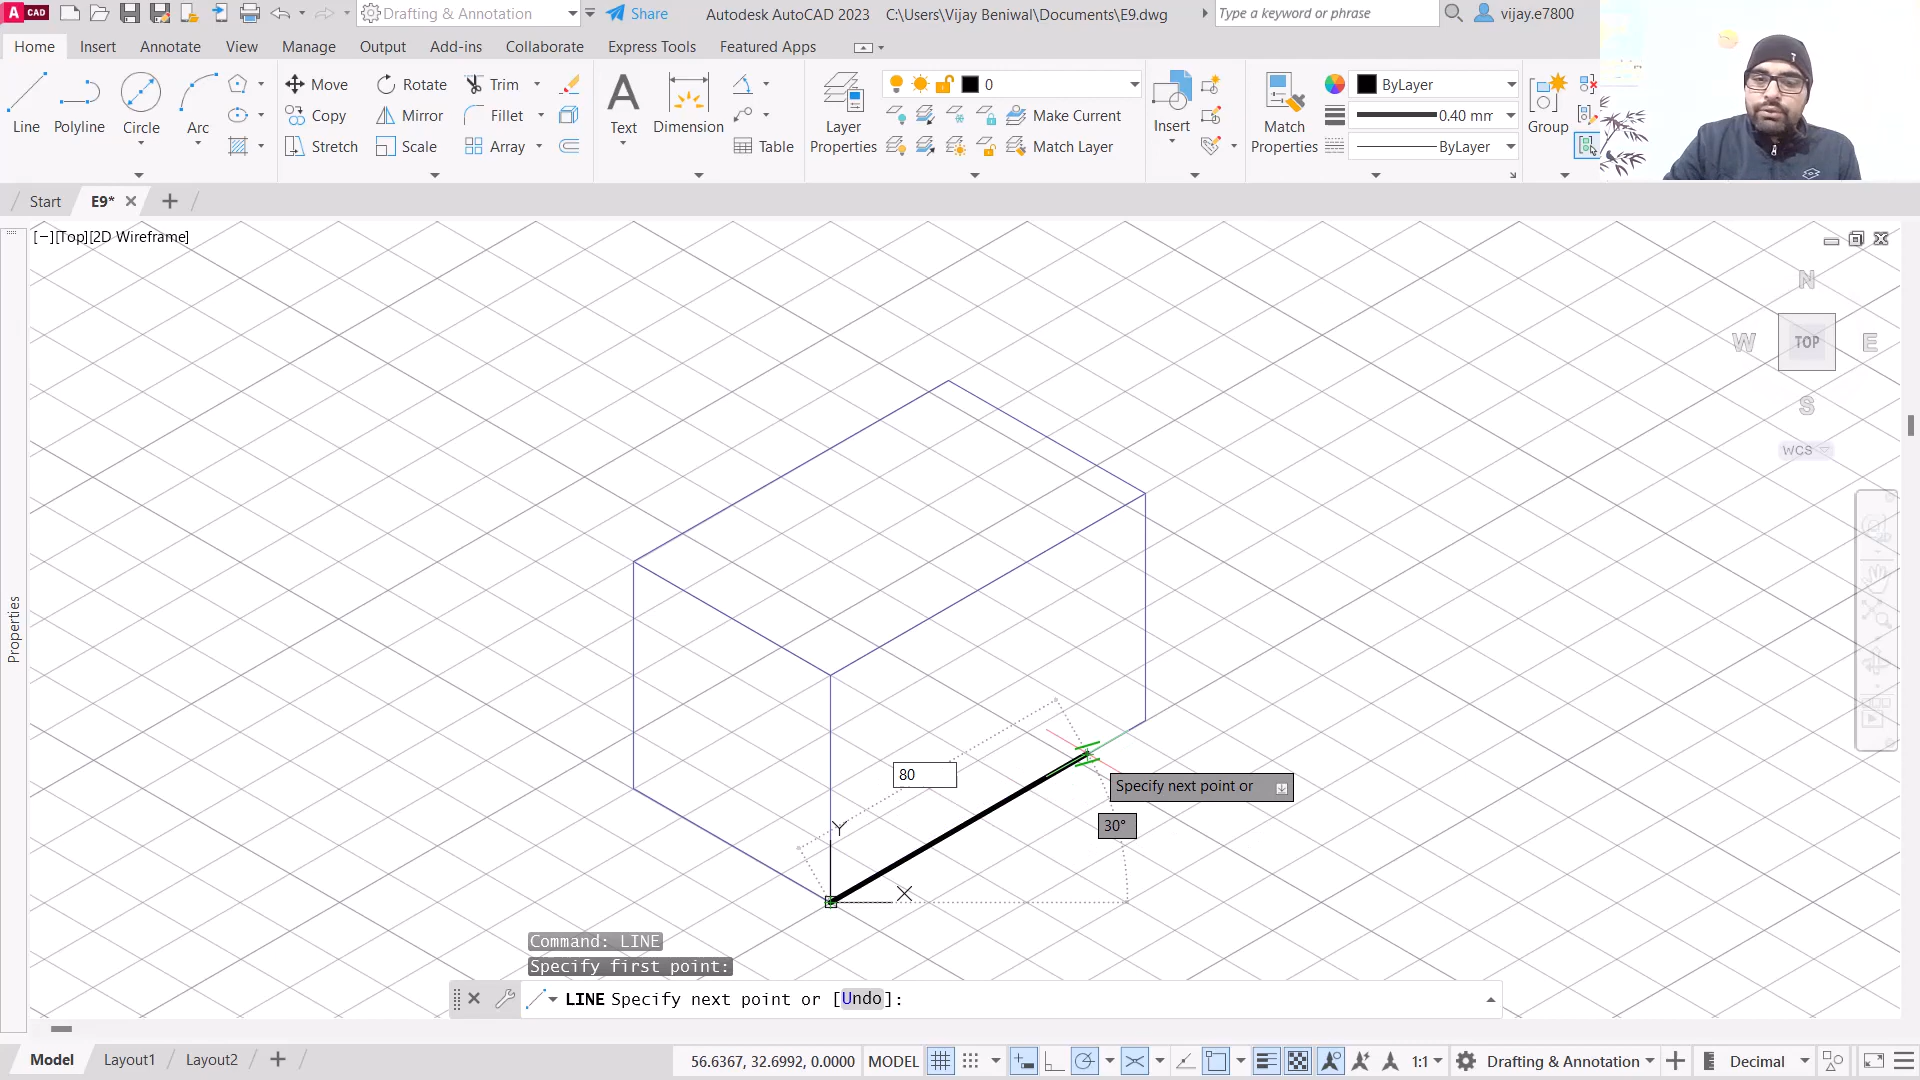 A CAD
Drafting & Annotation
Share
Autodesk AutoCAD 2023 C:\Users\Vijay Beniwal\Documents\E9.dwg
Type a keyword or phrase
vijay.e7800
Home Insert Annotate View Manage Output Add-ins Collaborate Express Tools Featured Apps
Line
Polyline
Circle
Arc
Move
Rotate
Trim
Copy
Mirror
Fillet
Stretch
Scale
Array
Text
Dimension
Table
Layer
Properties
0
Make Current
Match Layer
Insert
Match
Properties
ByLayer
0.40 mm
ByLayer
Group
Start E9*
[−][Top][2D Wireframe]
N
W TOP E
S
WCS
Properties
80
Specify next point or
30°
Y
X
Command: LINE
Specify first point:
LINE Specify next point or [Undo]:
Model Layout1 Layout2
56.6367, 32.6992, 0.0000 MODEL
1:1
Drafting & Annotation
Decimal